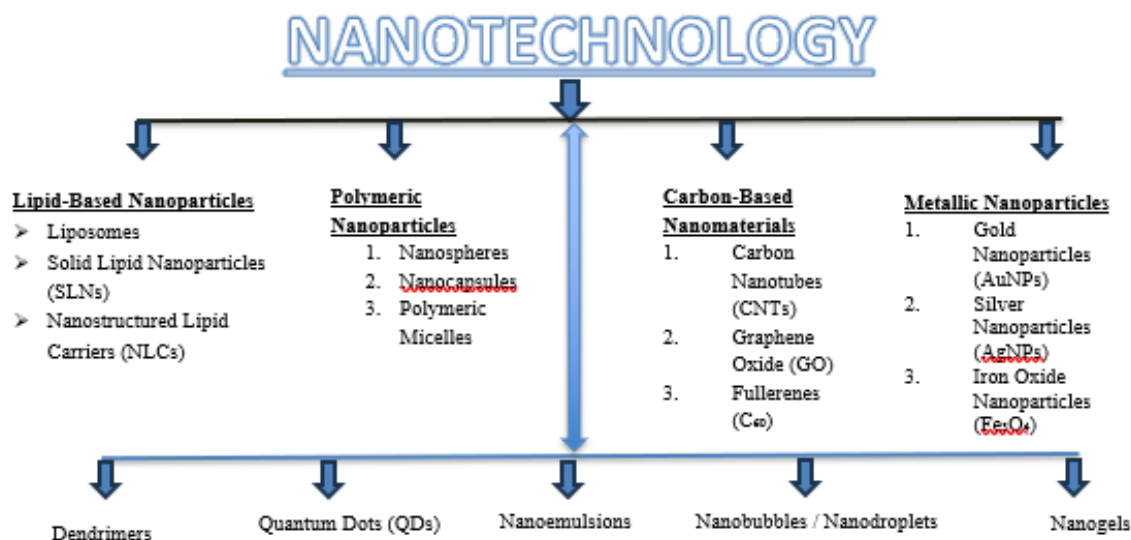 NANOTECHNOLOGY
Lipid-Based Nanoparticles
➢ Liposomes
➢ Solid Lipid Nanoparticles
(SLNs)
➢ Nanostructured Lipid
Carriers (NLCs)
Polymeric
Nanoparticles
1. Nanospheres
2. Nanocapsules
3. Polymeric
Micelles
Carbon-Based
Nanomaterials
1. Carbon
Nanotubes
(CNTs)
2. Graphene
Oxide (GO)
3. Fullerenes
(C₆₀)
Metallic Nanoparticles
1. Gold
Nanoparticles
(AuNPs)
2. Silver
Nanoparticles
(AgNPs)
3. Iron Oxide
Nanoparticles
(Fe₃O₄)
Dendrimers
Quantum Dots (QDs)
Nanoemulsions
Nanobubbles / Nanodroplets
Nanogels